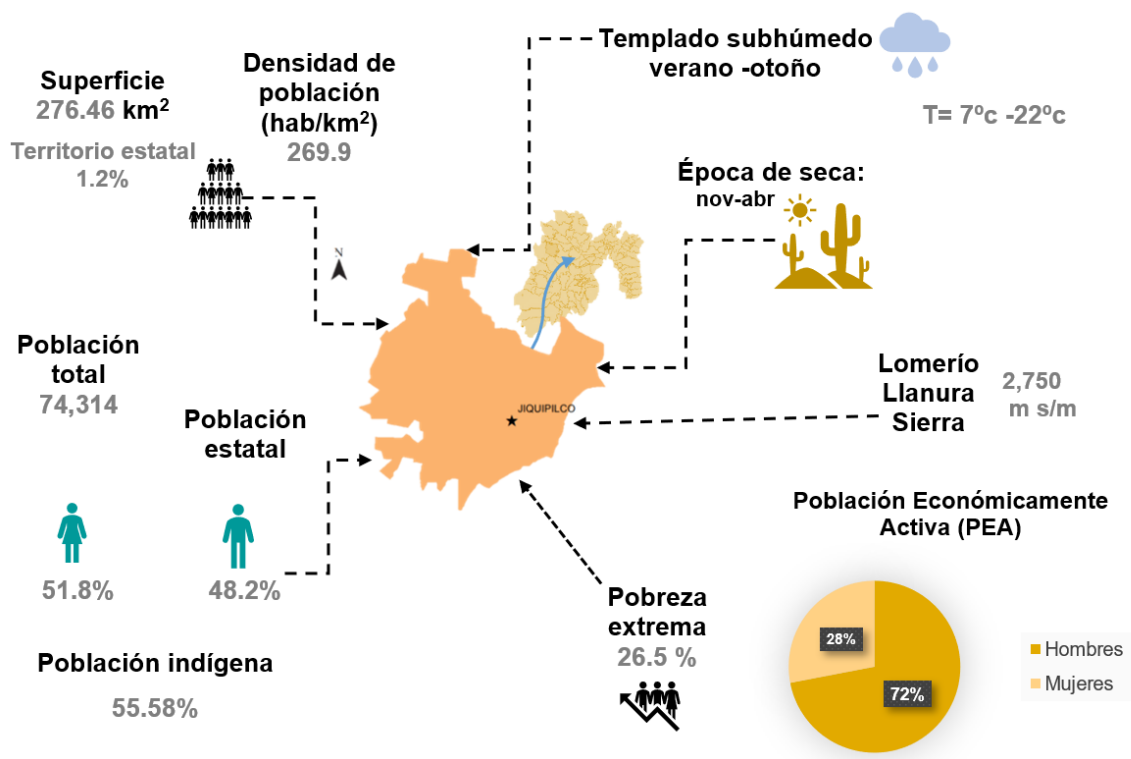 Superficie
276.46 km²
Territorio estatal
1.2%
Densidad de
población
(hab/km²)
269.9
Templado subhúmedo
verano -otoño
T= 7ºc -22ºc
Época de seca:
nov-abr
N
Población
total
74,314
Población
estatal
51.8%
48.2%
JIQUIPILCO
Lomerío
Llanura
Sierra
2,750
m s/m
Población indígena
55.58%
Pobreza
extrema
26.5 %
Población Económicamente
Activa (PEA)
28%
72%
Hombres
Mujeres